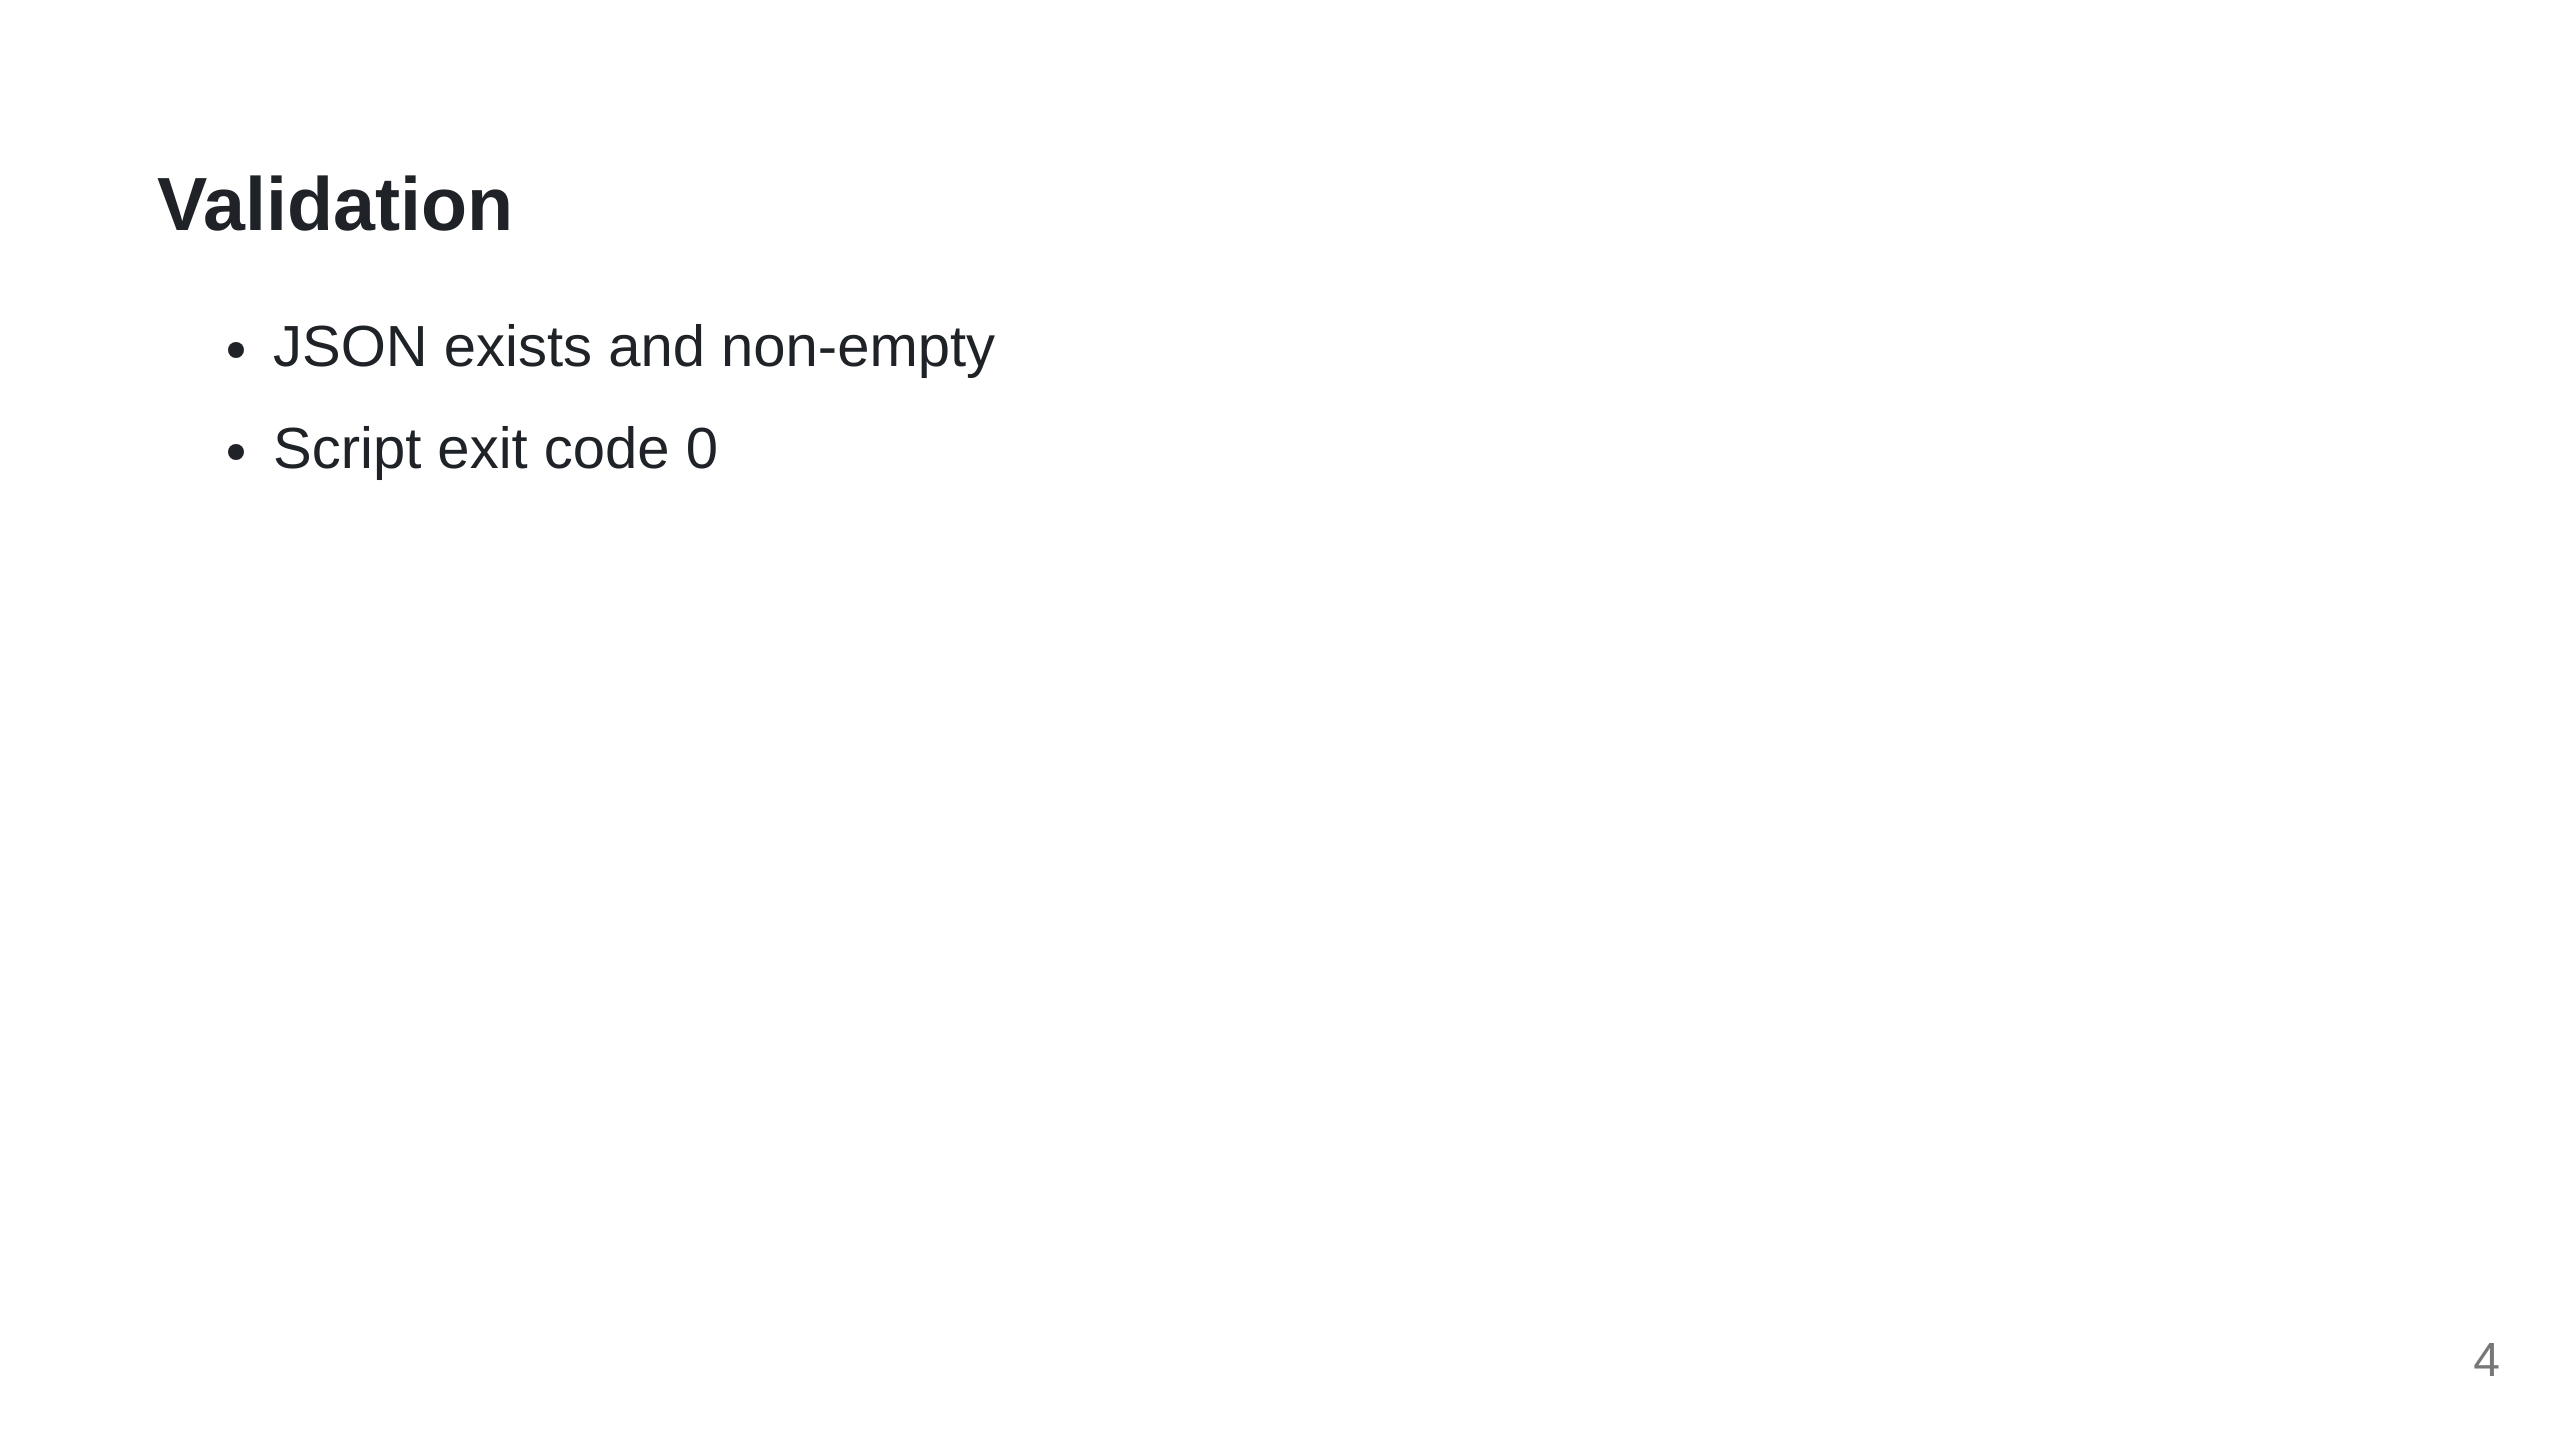 Validation
• JSON exists and non-empty
• Script exit code 0
4